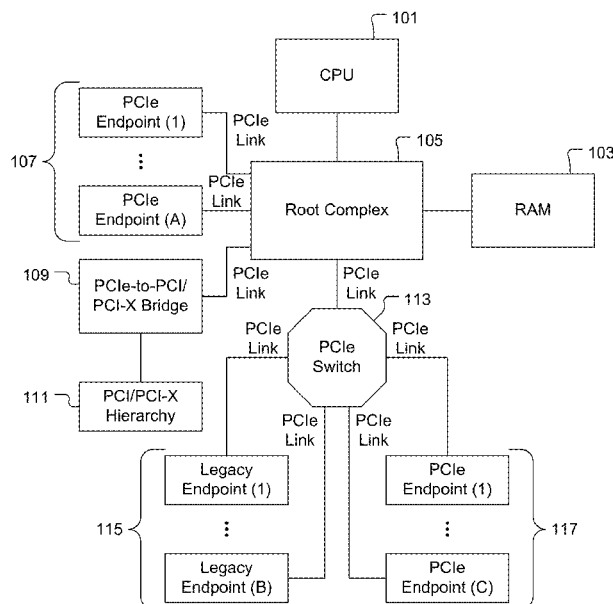 101
CPU
PCIe
Endpoint (1)
PCIe
Link
107
PCIe
Endpoint (A)
PCIe
Link
105
Root Complex
103
RAM
109
PCIe-to-PCI/
PCI-X Bridge
PCIe
Link
PCIe
Link
113
PCIe
Switch
PCIe
Link
PCIe
Link
111
PCI/PCI-X
Hierarchy
PCIe
Link
PCIe
Link
115
Legacy
Endpoint (1)
Legacy
Endpoint (B)
PCIe
Endpoint (1)
PCIe
Endpoint (C)
117